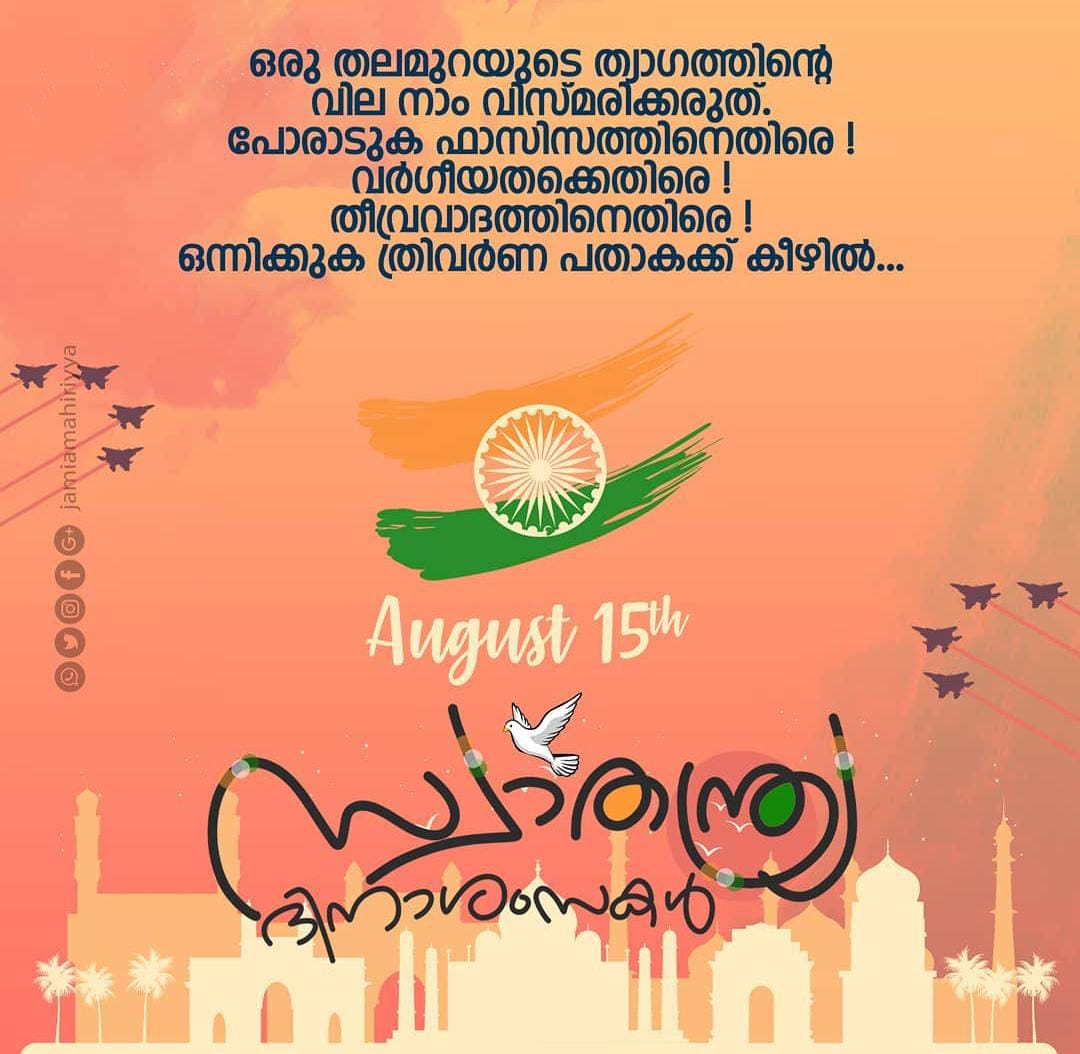 ഒരു തലമുറയുടെ ത്യാഗത്തിന്റെ
വില നാം വിസ്മരിക്കരുത്.
പോരാടുക ഫാസിസത്തിനെതിരെ !
വർഗീയതക്കെതിരെ !
തീവ്രവാദത്തിനെതിരെ !
ഒന്നിക്കുക ത്രിവർണ പതാകക്ക് കീഴിൽ...
jamiamahiriyya
August 15th
സ്വാതന്ത്ര്യ
ദിനാശംസകൾ